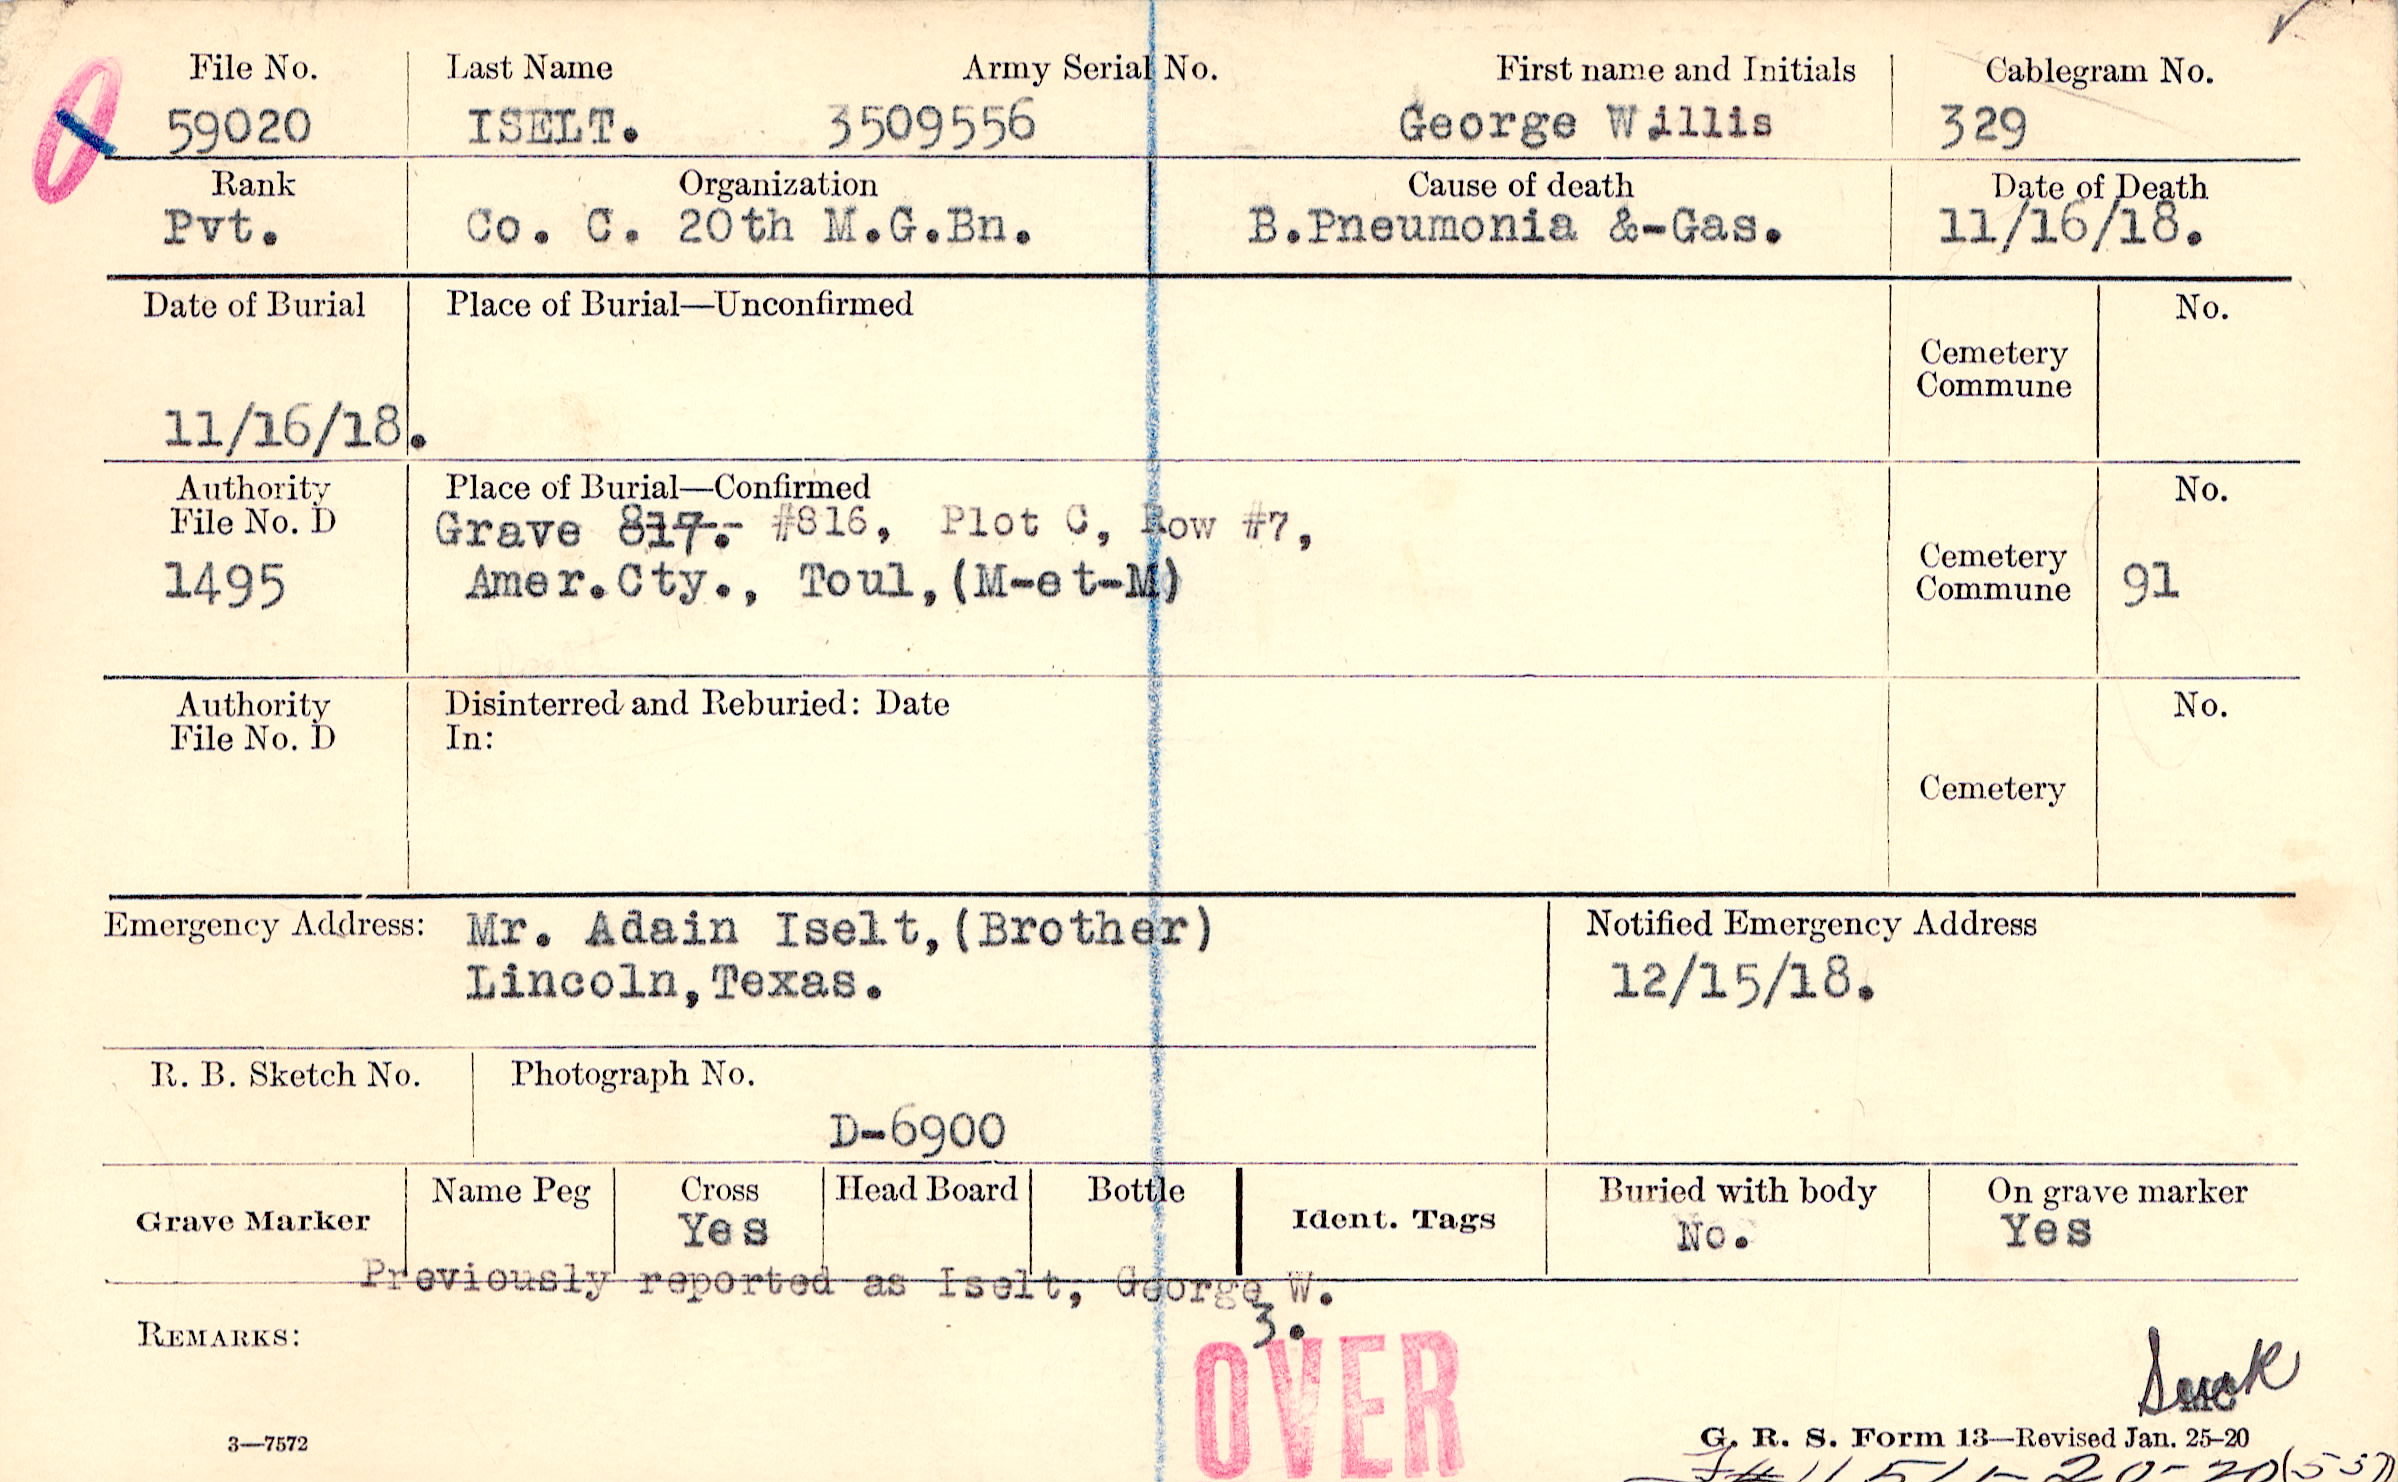 File No. Last Name Army Serial No. First name and Initials Cablegram No.
59020 ISELT. 3509556 George Willis 329
Rank Organization Cause of death Date of Death
Pvt. Co. C. 20th M.G.Bn. B.Pneumonia &-Gas. 11/16/18.
Date of Burial Place of Burial—Unconfirmed No.
Cemetery
Commune
11/16/18.
Authority Place of Burial—Confirmed No.
File No. D Grave 817. #816, Plot C, Row #7,
1495 Amer.Cty., Toul,(M-et-M) Cemetery
Commune 91
Authority Disinterred and Reburied: Date No.
File No. D In:
Cemetery
Emergency Address: Mr. Adain Iselt,(Brother) Notified Emergency Address
Lincoln,Texas. 12/15/18.
R. B. Sketch No. Photograph No.
D-6900
Grave Marker Name Peg Cross Head Board Bottle Ident. Tags Buried with body On grave marker
Yes No. Yes
Previously reported as Iselt, George W.
3.
REMARKS:
OVER
3—7572 G. R. S. Form 13—Revised Jan. 25-20